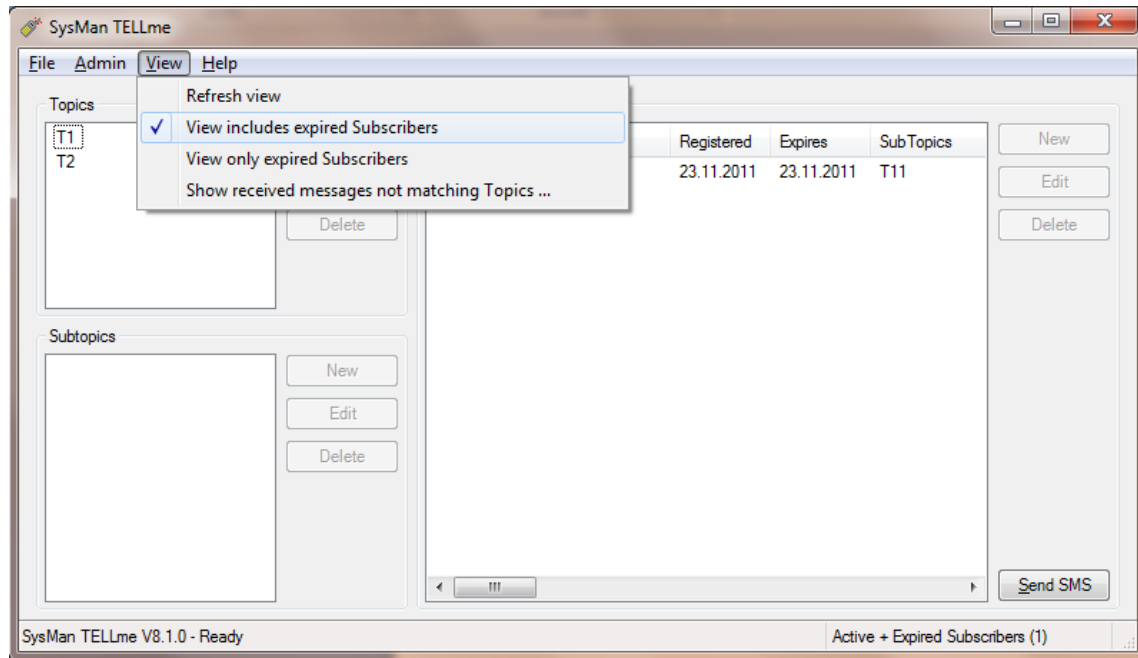 SysMan TELLme
File Admin View Help
Refresh view
View includes expired Subscribers
View only expired Subscribers
Show received messages not matching Topics ...
Topics
T1
T2
Delete
Registered Expires SubTopics
23.11.2011 23.11.2011 T11
New
Edit
Delete
Subtopics
New
Edit
Delete
Send SMS
SysMan TELLme V8.1.0 - Ready
Active + Expired Subscribers (1)